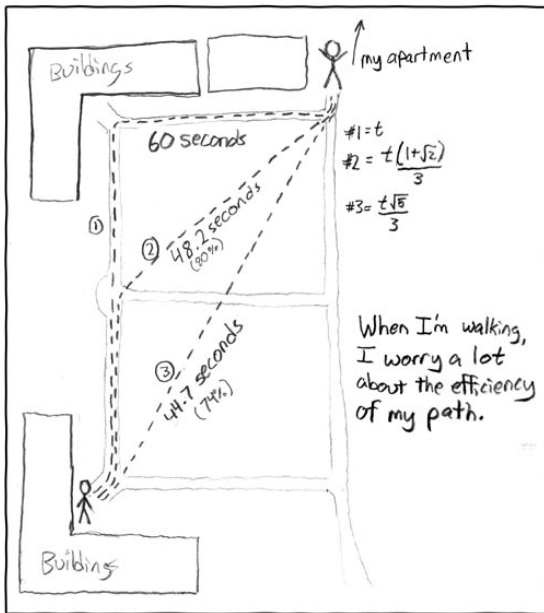 Buildings
my apartment
60 seconds
#1=t
#2= t(1+√2)
3
#3= t√5
3
①
②
48.2 seconds
(80%)
③
44.7 seconds
(74%)
When I'm walking,
I worry a lot
about the efficiency
of my path.
Buildings